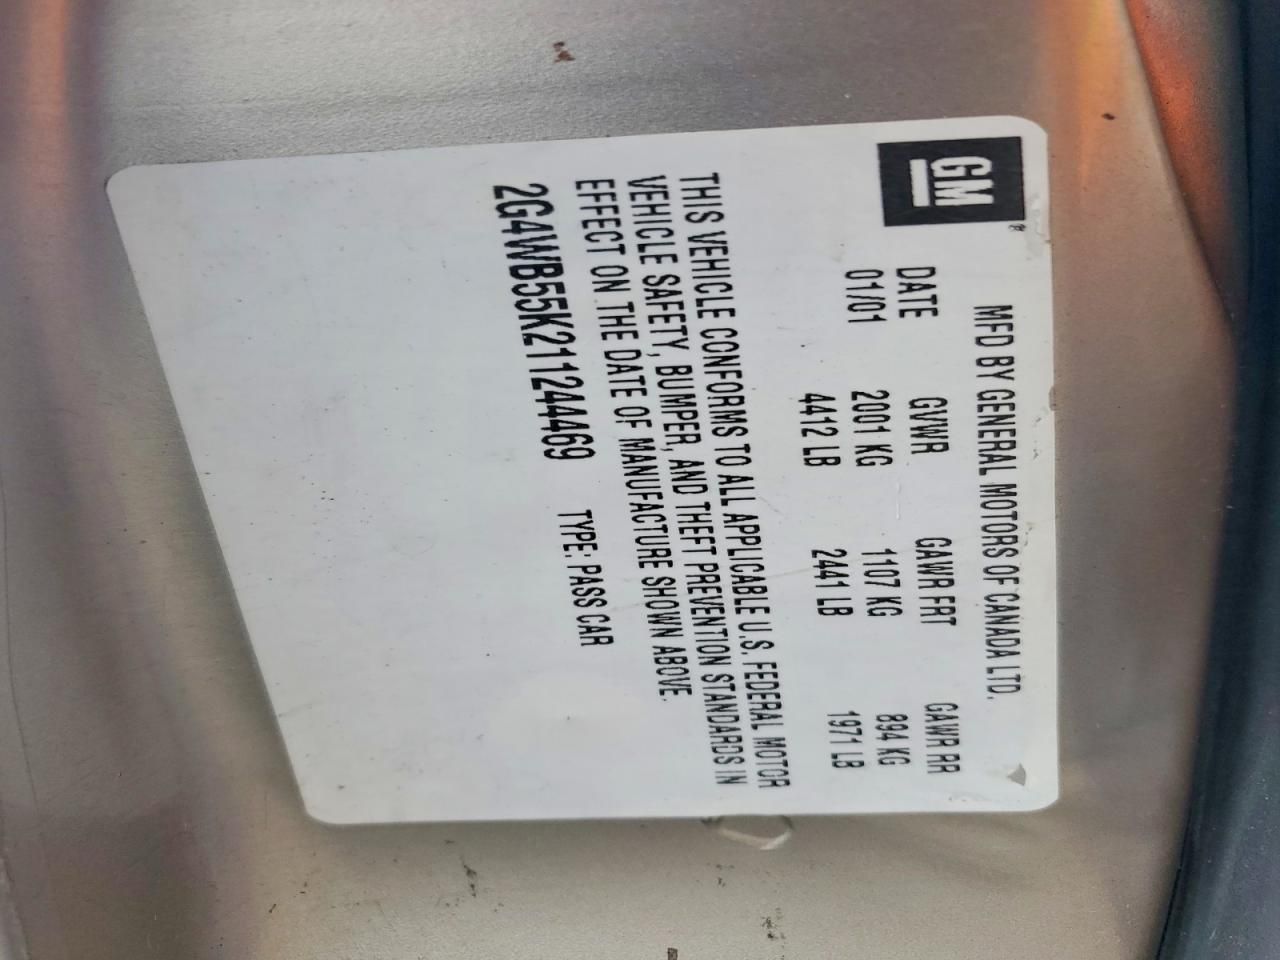 GM®
MFD BY GENERAL MOTORS OF CANADA LTD.
DATE GVWR GAWR FRT GAWR RR
01/01 2001 KG 1107 KG 894 KG
4412 LB 2441 LB 1971 LB
THIS VEHICLE CONFORMS TO ALL APPLICABLE U.S. FEDERAL MOTOR
VEHICLE SAFETY, BUMPER, AND THEFT PREVENTION STANDARDS IN
EFFECT ON THE DATE OF MANUFACTURE SHOWN ABOVE.
2G4WB55K211244469 TYPE: PASS CAR